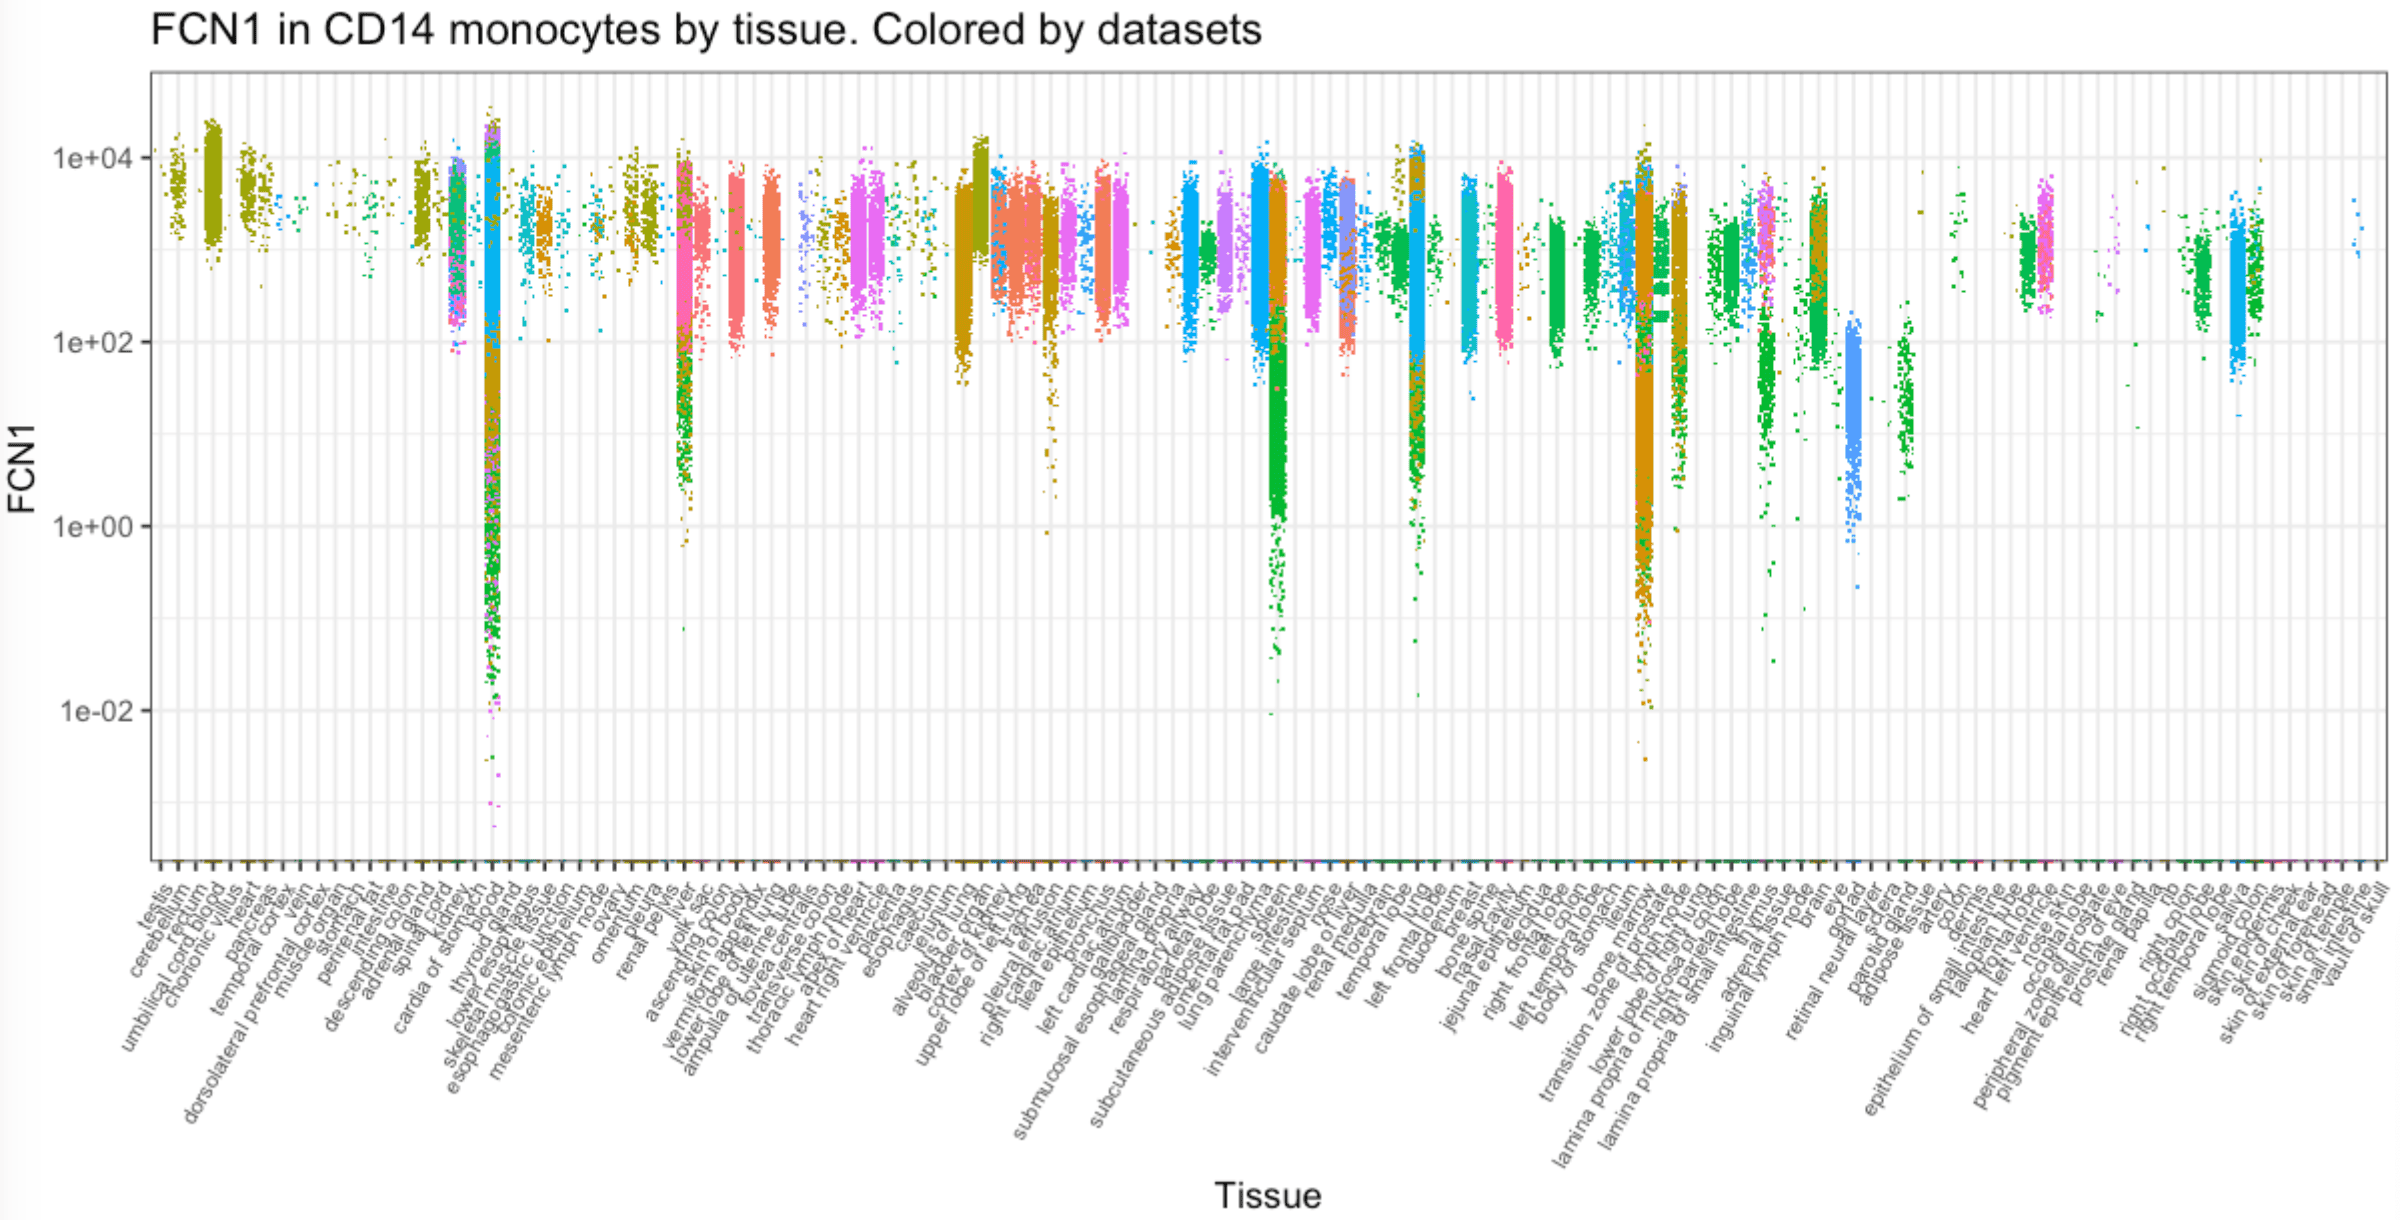 FCN1 in CD14 monocytes by tissue. Colored by datasets
FCN1
1e+04
1e+02
1e+00
1e-02
testis
cerebellum
rectum
umbilical cord blood
chorionic villus
heart
pancreas
temporal cortex
vein
dorsolateral prefrontal cortex
muscle organ
stomach
perirenal fat
intestine
descending colon
adrenal gland
spinal cord
kidney
cardia of stomach
blood
thyroid gland
lower esophagus
skeletal muscle tissue
esophagogastric junction
colonic epithelium
mesenteric lymph node
ovary
omentum
pleura
renal pelvis
liver
yolk sac
ascending colon
skin of body
vermiform appendix
lower lobe of left lung
ampulla of uterine tube
fovea centralis
transverse colon
thoracic lymph node
apex of heart
heart right ventricle
placenta
esophagus
caecum
jejunum
alveolus of lung
bladder organ
cortex of kidney
upper lobe of left lung
trachea
pleural effusion
right cardiac atrium
ileal epithelium
bronchus
left cardiac atrium
gallbladder
submucosal esophageal gland
lamina propria
respiratory airway
parietal lobe
subcutaneous adipose tissue
omental fat pad
lung parenchyma
spleen
large intestine
interventricular septum
nose
caudate lobe of liver
renal medulla
forebrain
temporal lobe
lung
left frontal lobe
duodenum
breast
bone spine
nasal cavity
jejunal epithelium
decidua
right frontal lobe
left colon
left temporal lobe
body of stomach
ileum
bone marrow
transition zone of prostate
lymph node
lower lobe of right lung
lamina propria of mucosa of colon
right parietal lobe
lamina propria of small intestine
thymus
adrenal tissue
inguinal lymph node
brain
eye
gonad
retinal neural layer
sclera
parotid gland
adipose tissue
artery
colon
dermis
epithelium of small intestine
fallopian tube
frontal lobe
heart left ventricle
nose skin
occipital lobe
peripheral zone of prostate
pigment epithelium of eye
prostate gland
renal papilla
rib
right colon
right occipital lobe
right temporal lobe
saliva
sigmoid colon
skin epidermis
skin of cheek
skin of external ear
skin of forehead
skin of temple
small intestine
vault of skull
Tissue